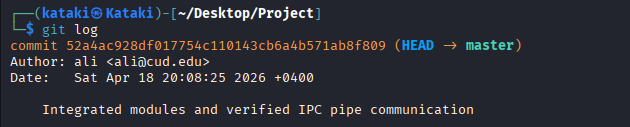 ┌──(kataki㉿Kataki)-[~/Desktop/Project]
└─$ git log
commit 52a4ac928df017754c110143cb6a4b571ab8f809 (HEAD -> master)
Author: ali <ali@cud.edu>
Date:   Sat Apr 18 20:08:25 2026 +0400

    Integrated modules and verified IPC pipe communication